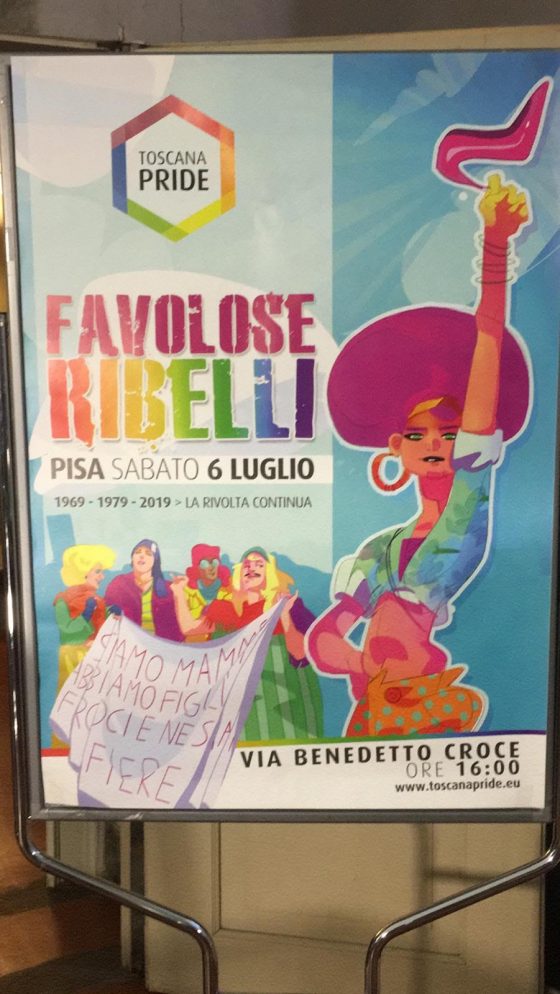 TOSCANA
PRIDE
FAVOLOSE
RIBELLI
PISA SABATO 6 LUGLIO
1969 - 1979 - 2019 > LA RIVOLTA CONTINUA
SIAMO MAMME
ABBIAMO FIGLI
FROCI E NE SIA
FIERE
VIA BENEDETTO CROCE
ORE 16:00
www.toscanapride.eu